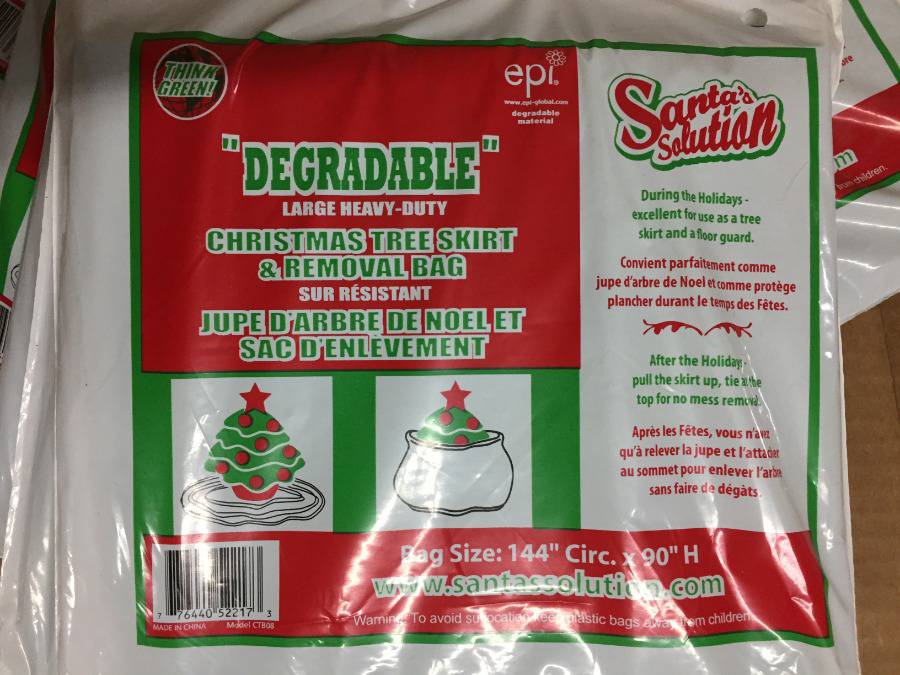 THINK
GREEN!
epi®
www.epi-global.com
degradable
material
"DEGRADABLE"
LARGE HEAVY-DUTY
CHRISTMAS TREE SKIRT
& REMOVAL BAG
SUR RÉSISTANT
JUPE D'ARBRE DE NOEL ET
SAC D'ENLÈVEMENT
Santa's
Solution
During the Holidays -
excellent for use as a tree
skirt and a floor guard.
Convient parfaitement comme
jupe d'arbre de Noel et comme protège
plancher durant le temps des Fêtes.
After the Holidays -
pull the skirt up, tie at the
top for no mess removal.
Après les Fêtes, vous n'avez
qu'à relever la jupe et l'attacher
au sommet pour enlever l'arbre
sans faire de dégâts.
Bag Size: 144" Circ. x 90" H
www.santassolution.com
7 76440 52217 3
MADE IN CHINA Model CTB08
Warning: To avoid suffocation keep plastic bags away from children.
m
from children.